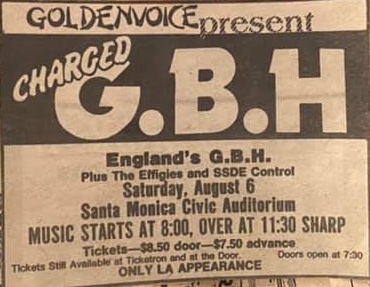 GOLDENVOICE present
CHARGED
G.B.H
England's G.B.H.
Plus The Effigies and SSDE Control
Saturday, August 6
Santa Monica Civic Auditorium
MUSIC STARTS AT 8:00, OVER AT 11:30 SHARP
Tickets—$8.50 door—$7.50 advance
Tickets Still Available at Ticketron and at the Door. Doors open at 7:30
ONLY LA APPEARANCE